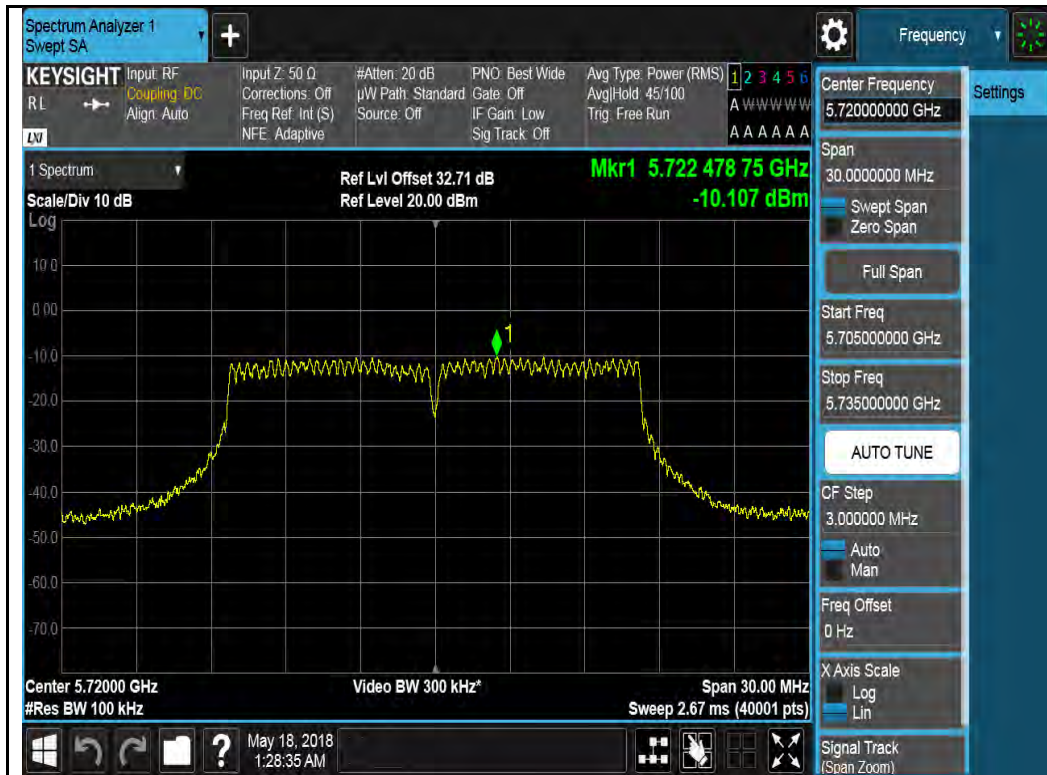 Spectrum Analyzer 1
Swept SA
+
Frequency
KEYSIGHT
R L
LXI
Input: RF
Coupling: DC
Align: Auto
Input Z: 50 Ω
Corrections: Off
Freq Ref: Int (S)
NFE: Adaptive
#Atten: 20 dB
µW Path: Standard
Source: Off
PNO: Best Wide
Gate: Off
IF Gain: Low
Sig Track: Off
Avg Type: Power (RMS)
Avg|Hold: 45/100
Trig: Free Run
1 2 3 4 5 6
A W W W W W
A A A A A A
1 Spectrum
Scale/Div 10 dB
Log
Ref Lvl Offset 32.71 dB
Ref Level 20.00 dBm
Mkr1 5.722 478 75 GHz
-10.107 dBm
10.0
0.00
-10.0
-20.0
-30.0
-40.0
-50.0
-60.0
-70.0
1
Center 5.72000 GHz
#Res BW 100 kHz
Video BW 300 kHz*
Span 30.00 MHz
Sweep 2.67 ms (40001 pts)
Center Frequency
5.720000000 GHz
Span
30.0000000 MHz
Swept Span
Zero Span
Full Span
Start Freq
5.705000000 GHz
Stop Freq
5.735000000 GHz
AUTO TUNE
CF Step
3.000000 MHz
Auto
Man
Freq Offset
0 Hz
X Axis Scale
Log
Lin
Signal Track
(Span Zoom)
Settings
?
May 18, 2018
1:28:35 AM